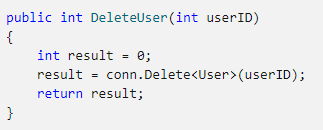 public int DeleteUser(int userID)
{
    int result = 0;
    result = conn.Delete<User>(userID);
    return result;
}